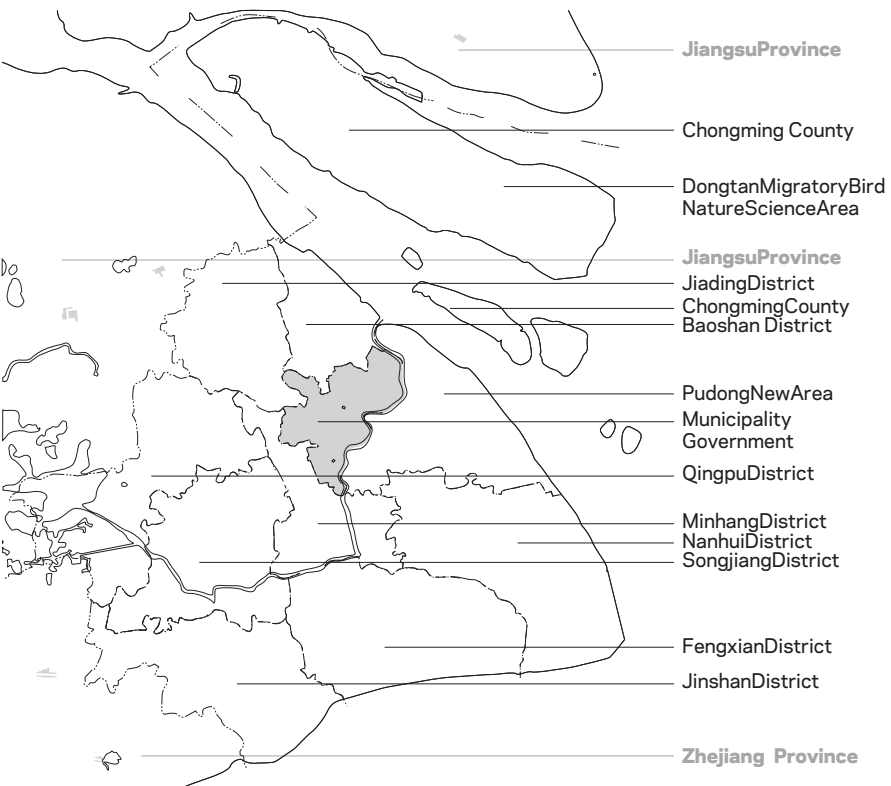 JiangsuProvince
Chongming County
DongtanMigratoryBird
NatureScienceArea
JiangsuProvince
JiadingDistrict
ChongmingCounty
Baoshan District
PudongNewArea
Municipality
Government
QingpuDistrict
MinhangDistrict
NanhuiDistrict
SongjiangDistrict
FengxianDistrict
JinshanDistrict
Zhejiang Province